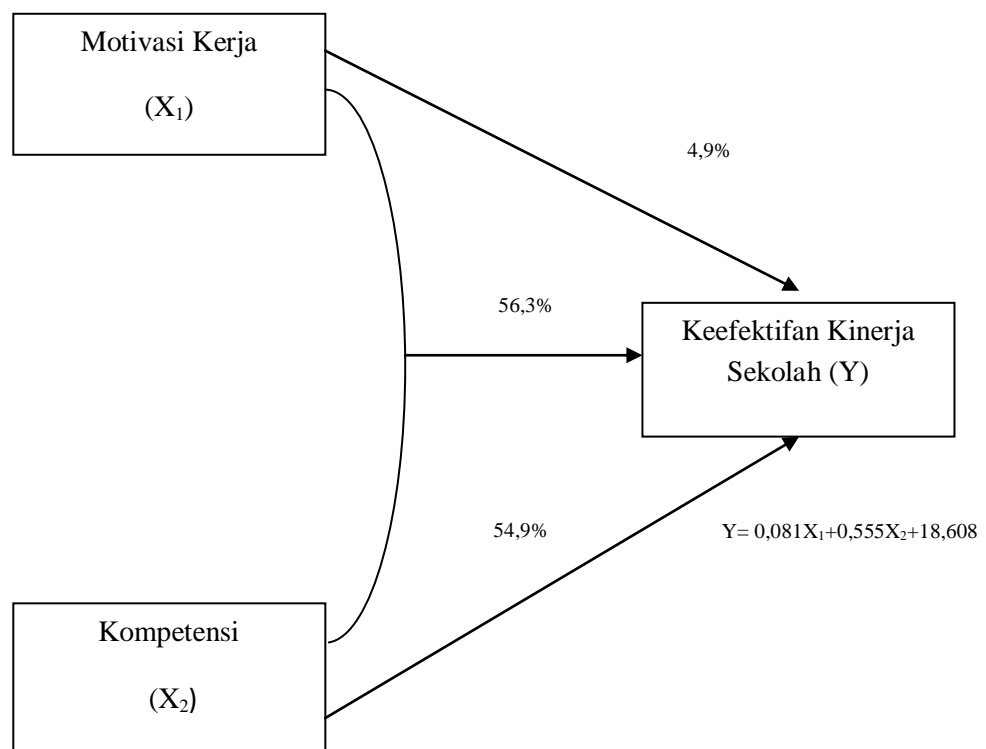 Motivasi Kerja
(X₁)
4,9%
56,3%
Keefektifan Kinerja
Sekolah (Y)
54,9%
Y= 0,081X₁+0,555X₂+18,608
Kompetensi
(X₂)